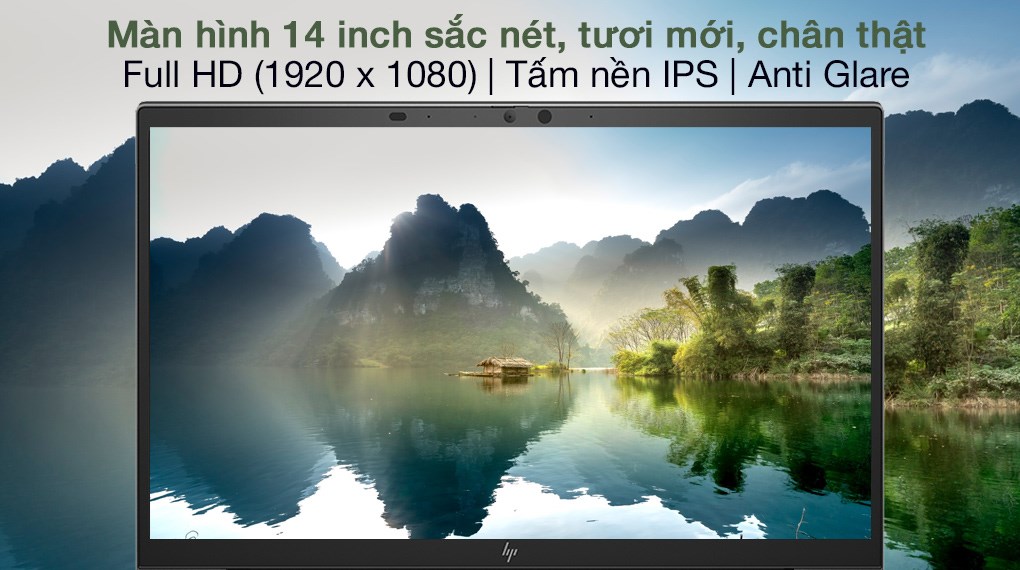 Màn hình 14 inch sắc nét, tươi mới, chân thật
Full HD (1920 x 1080) | Tấm nền IPS | Anti Glare
hp